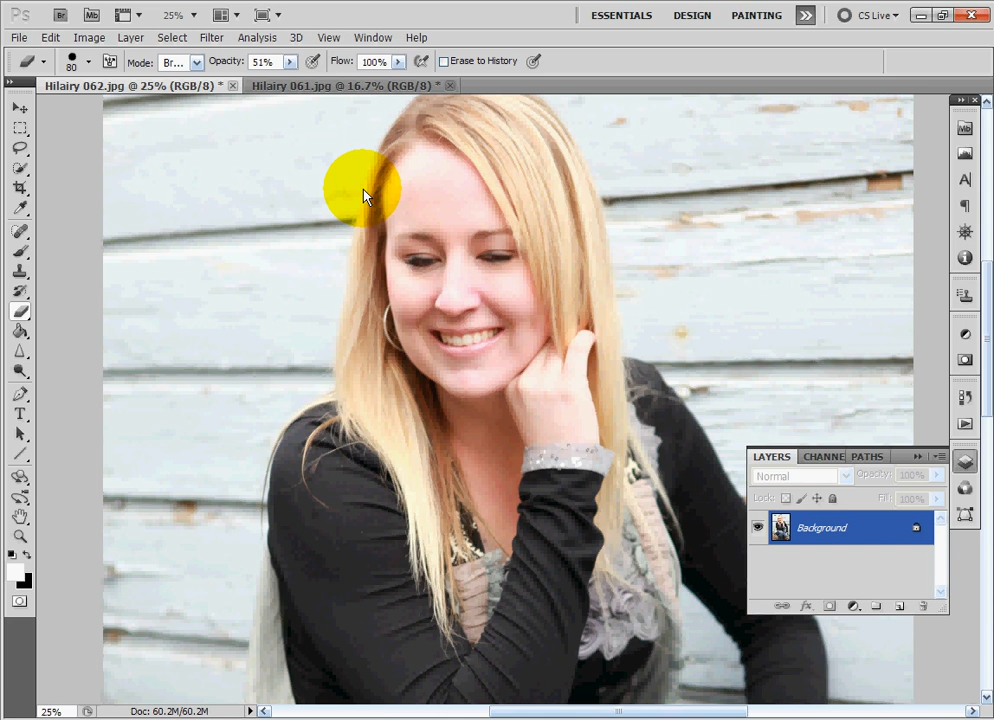 Ps Br Mb 25% ESSENTIALS DESIGN PAINTING CS Live
File Edit Image Layer Select Filter Analysis 3D View Window Help
80 Mode: Br... Opacity: 51% Flow: 100% Erase to History
Hilairy 062.jpg @ 25% (RGB/8) * Hilairy 061.jpg @ 16.7% (RGB/8) *
Mb
A
T
LAYERS CHANNE PATHS
Normal Opacity: 100%
Lock: Fill: 100%
Background
fx
25% Doc: 60.2M/60.2M